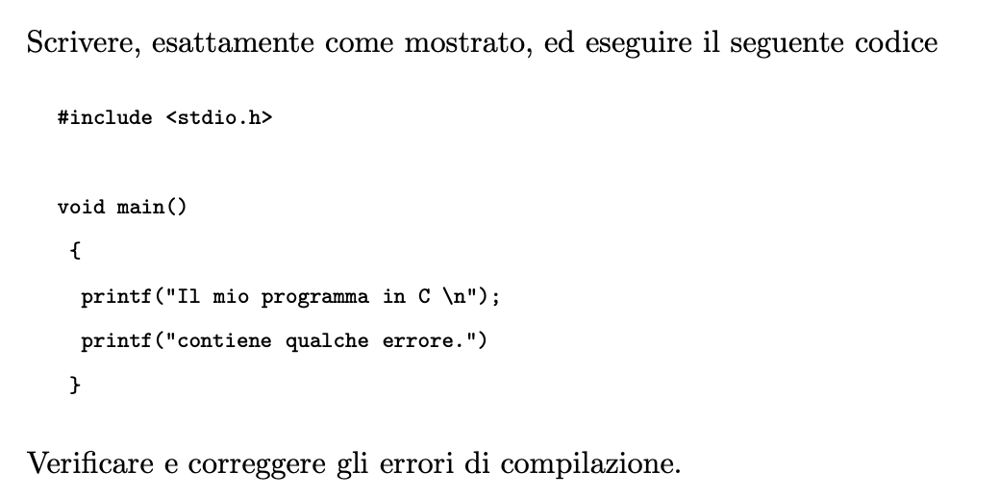 Scrivere, esattamente come mostrato, ed eseguire il seguente codice
#include <stdio.h>
void main()
{
printf("Il mio programma in C \n");
printf("contiene qualche errore.")
}
Verificare e correggere gli errori di compilazione.